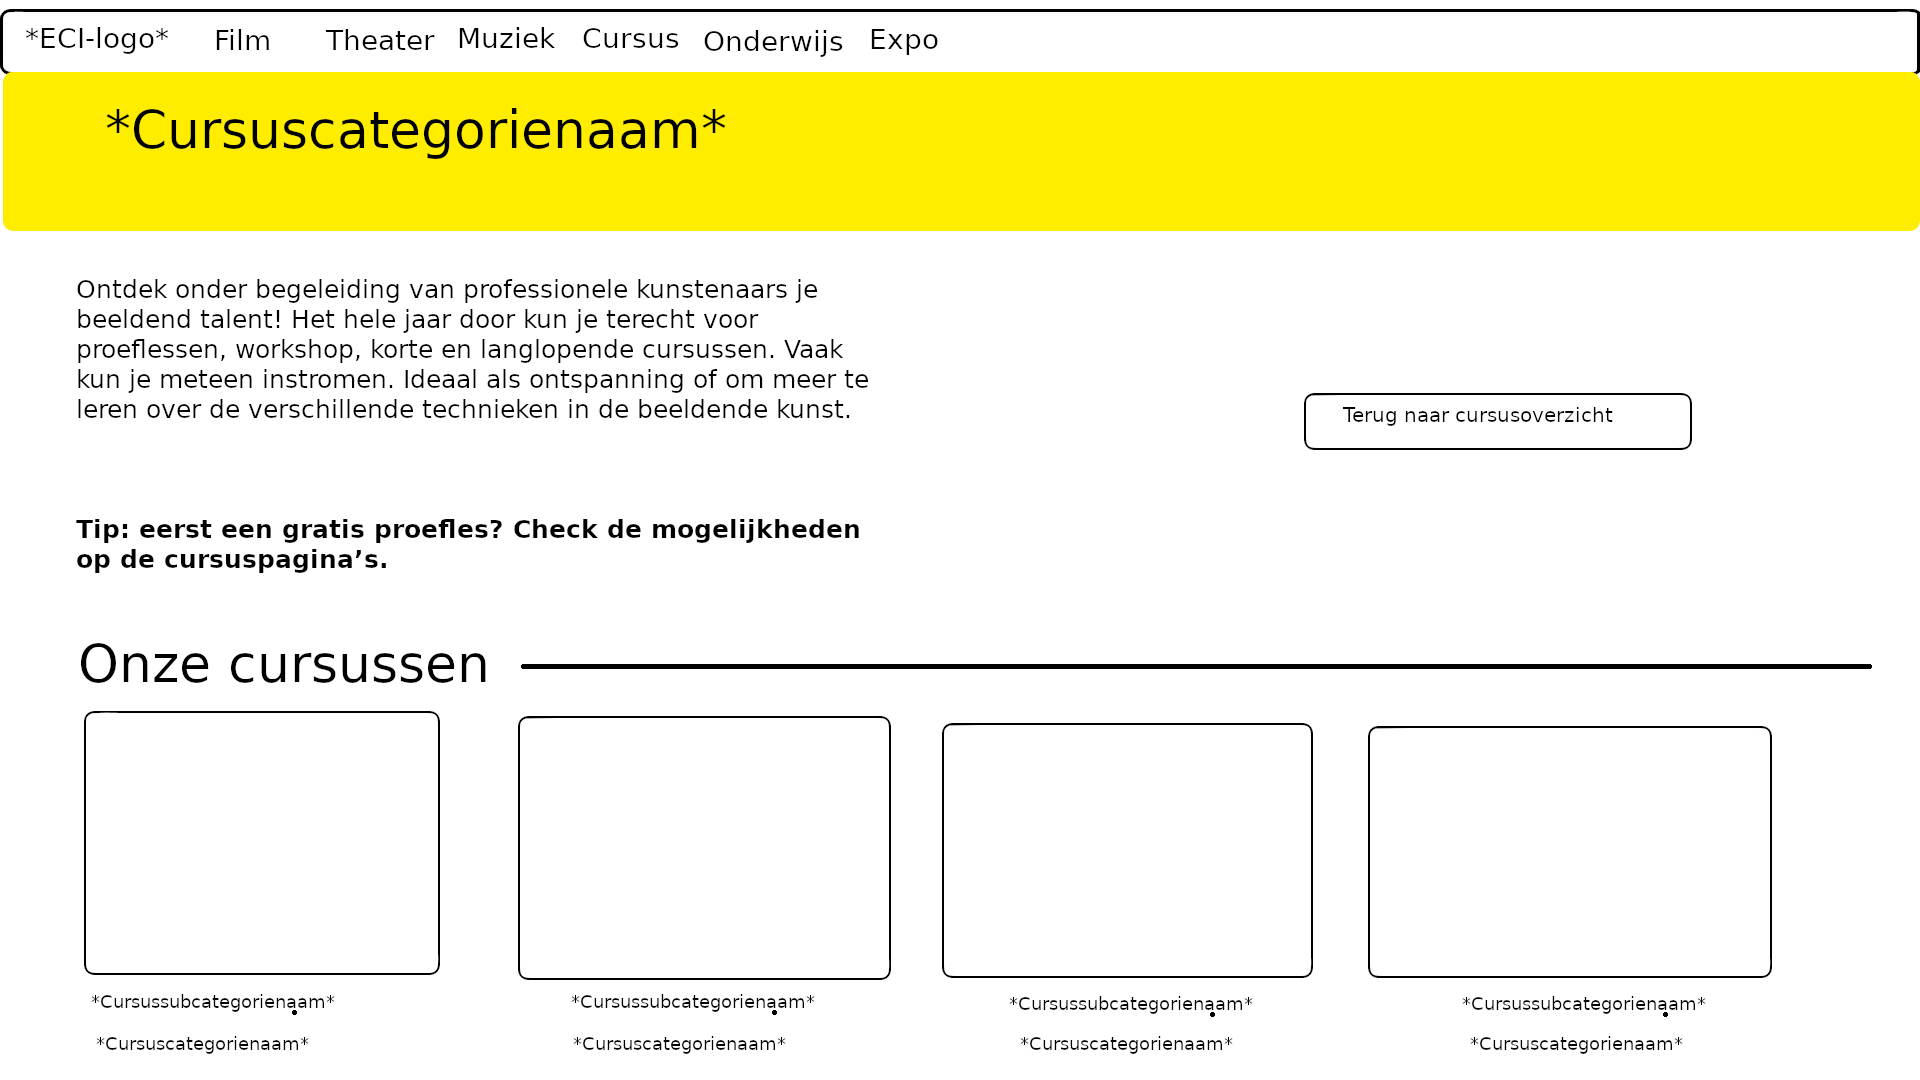 *ECI-logo* Film Theater Muziek Cursus Onderwijs Expo
*Cursuscategorienaam*
Ontdek onder begeleiding van professionele kunstenaars je
beeldend talent! Het hele jaar door kun je terecht voor
proeflessen, workshop, korte en langlopende cursussen. Vaak
kun je meteen instromen. Ideaal als ontspanning of om meer te
leren over de verschillende technieken in de beeldende kunst.
Terug naar cursusoverzicht
Tip: eerst een gratis proefles? Check de mogelijkheden
op de cursuspagina’s.
Onze cursussen
*Cursussubcategorienaam* *Cursussubcategorienaam* *Cursussubcategorienaam* *Cursussubcategorienaam*
*Cursuscategorienaam* *Cursuscategorienaam* *Cursuscategorienaam* *Cursuscategorienaam*